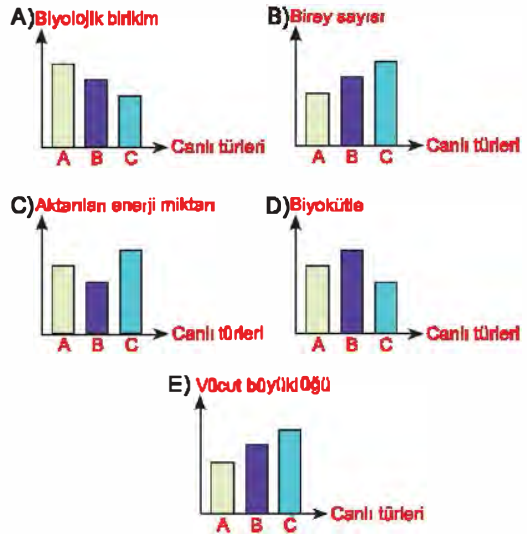 A) Biyolojik birikim
Canlı türleri
A B C
B) Birey sayısı
Canlı türleri
A B C
C) Aktarılan enerji miktarı
Canlı türleri
A B C
D) Biyokütle
Canlı türleri
A B C
E) Vücut büyüklüğü
Canlı türleri
A B C